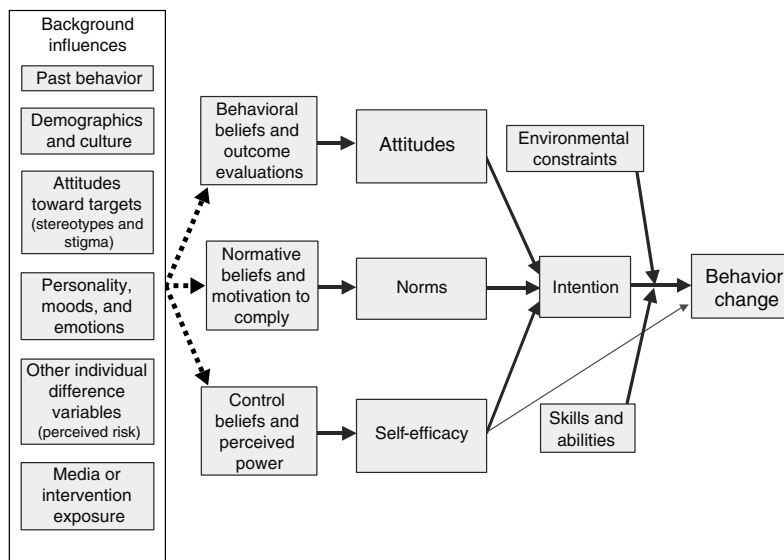 Background
influences
Past behavior
Demographics
and culture
Attitudes
toward targets
(stereotypes and
stigma)
Personality,
moods, and
emotions
Other individual
difference
variables
(perceived risk)
Media or
intervention
exposure
Behavioral
beliefs and
outcome
evaluations
Normative
beliefs and
motivation to
comply
Control
beliefs and
perceived
power
Attitudes
Norms
Self-efficacy
Environmental
constraints
Intention
Skills and
abilities
Behavior
change